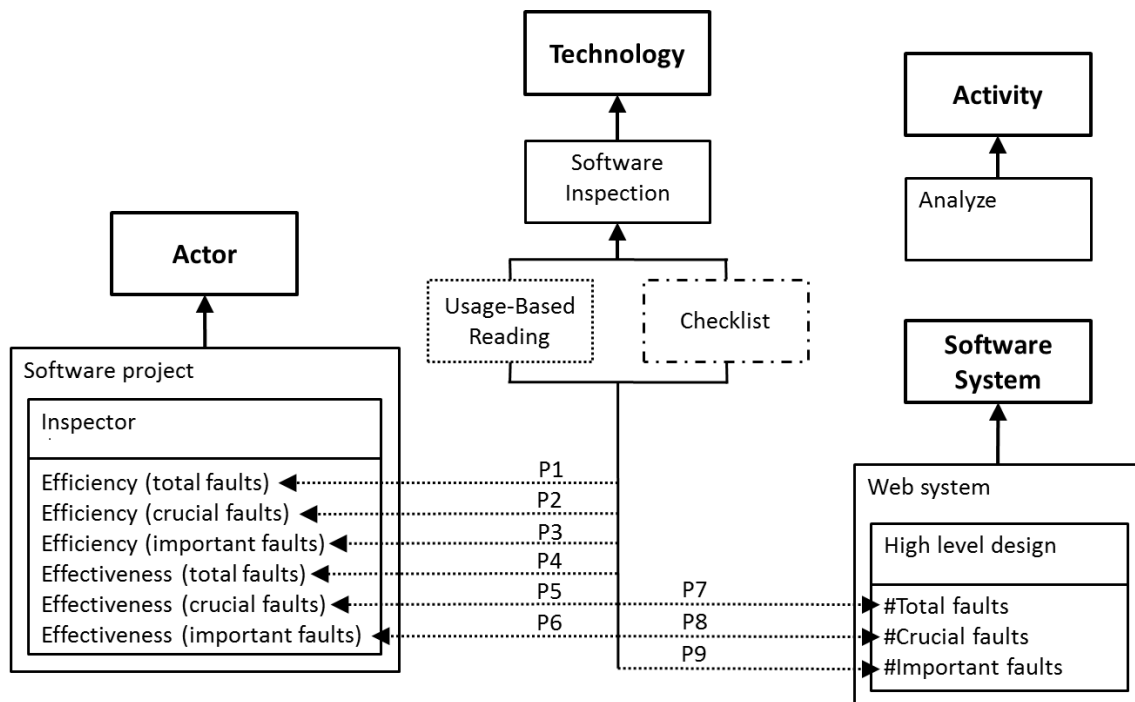 Technology
Activity
Software
Inspection
Analyze
Actor
Usage-Based
Reading
Checklist
Software
System
Software project
Inspector
Efficiency (total faults)
Efficiency (crucial faults)
Efficiency (important faults)
Effectiveness (total faults)
Effectiveness (crucial faults)
Effectiveness (important faults)
P1
P2
P3
P4
P5
P6
P7
P8
P9
Web system
High level design
#Total faults
#Crucial faults
#Important faults